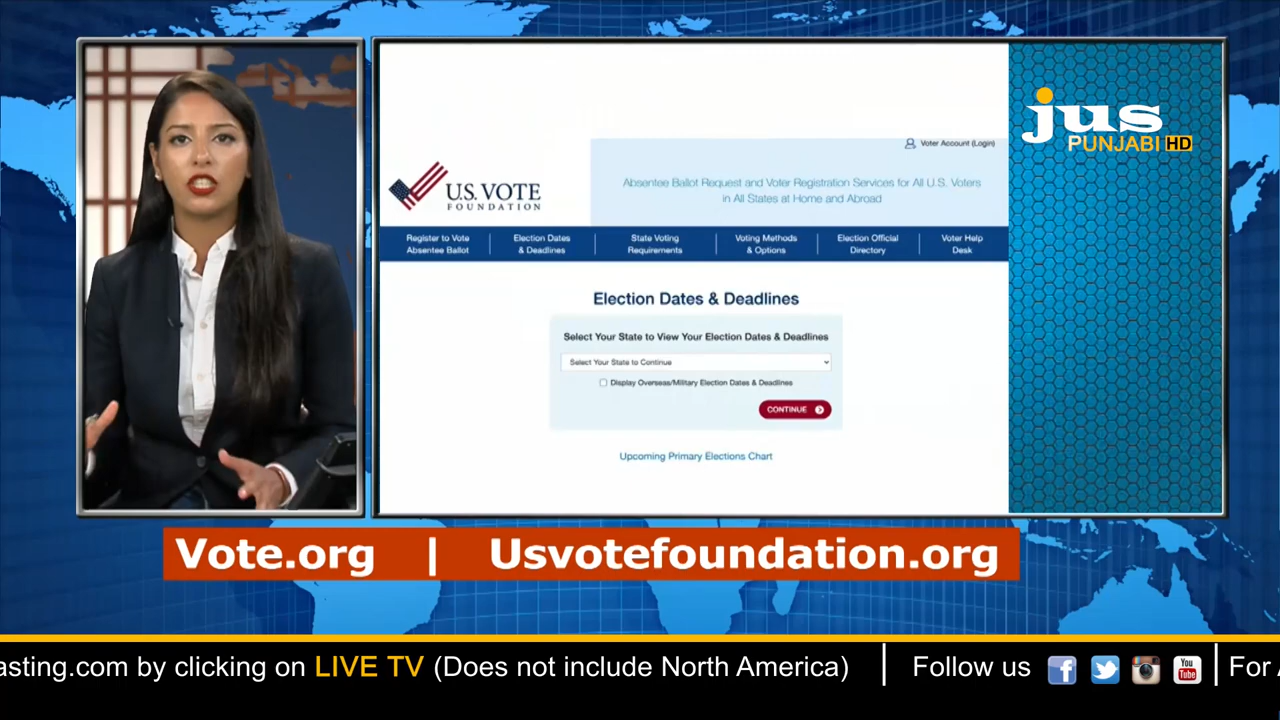 jus
PUNJABI HD
Voter Account (Login)
U.S. VOTE
FOUNDATION
Absentee Ballot Request and Voter Registration Services for All U.S. Voters
in All States at Home and Abroad
Register to Vote
Absentee Ballot
Election Dates
& Deadlines
State Voting
Requirements
Voting Methods
& Options
Election Official
Directory
Voter Help
Desk
Election Dates & Deadlines
Select Your State to View Your Election Dates & Deadlines
Select Your State to Continue
Display Overseas/Military Election Dates & Deadlines
CONTINUE
Upcoming Primary Elections Chart
Vote.org | Usvotefoundation.org
asting.com by clicking on LIVE TV (Does not include North America) | Follow us You Tube | For